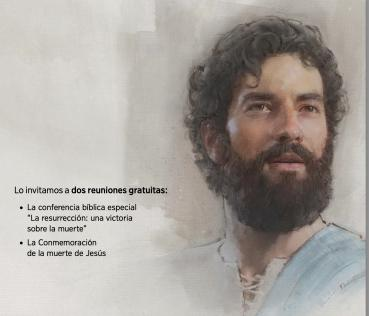 Lo invitamos a dos reuniones gratuitas:
• La conferencia bíblica especial
“La resurrección: una victoria
sobre la muerte”
• La Conmemoración
de la muerte de Jesús